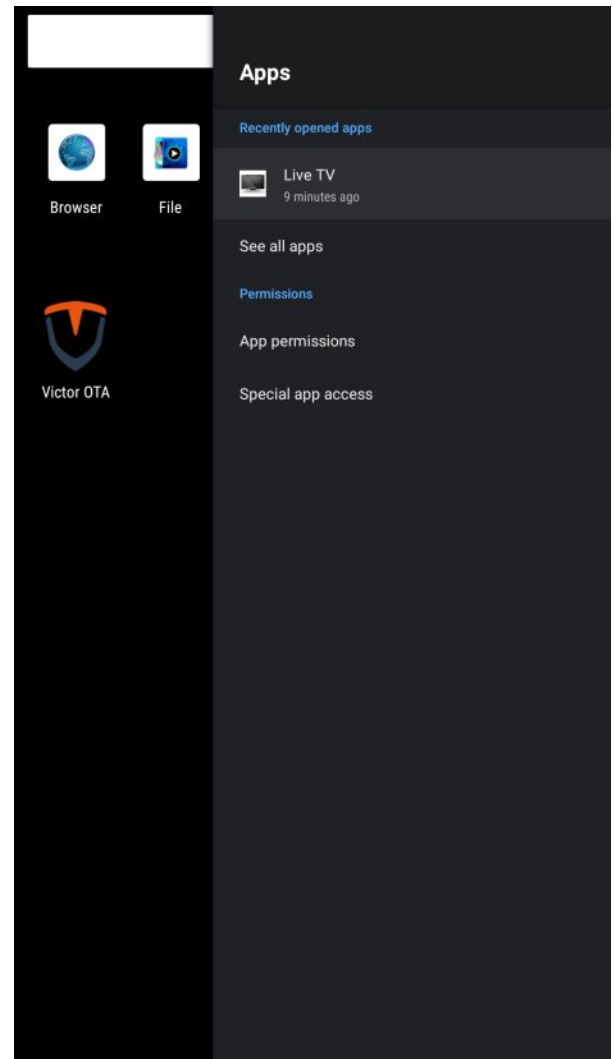 Apps
Recently opened apps
Browser
File
Live TV
9 minutes ago
See all apps
Permissions
App permissions
Special app access
Victor OTA